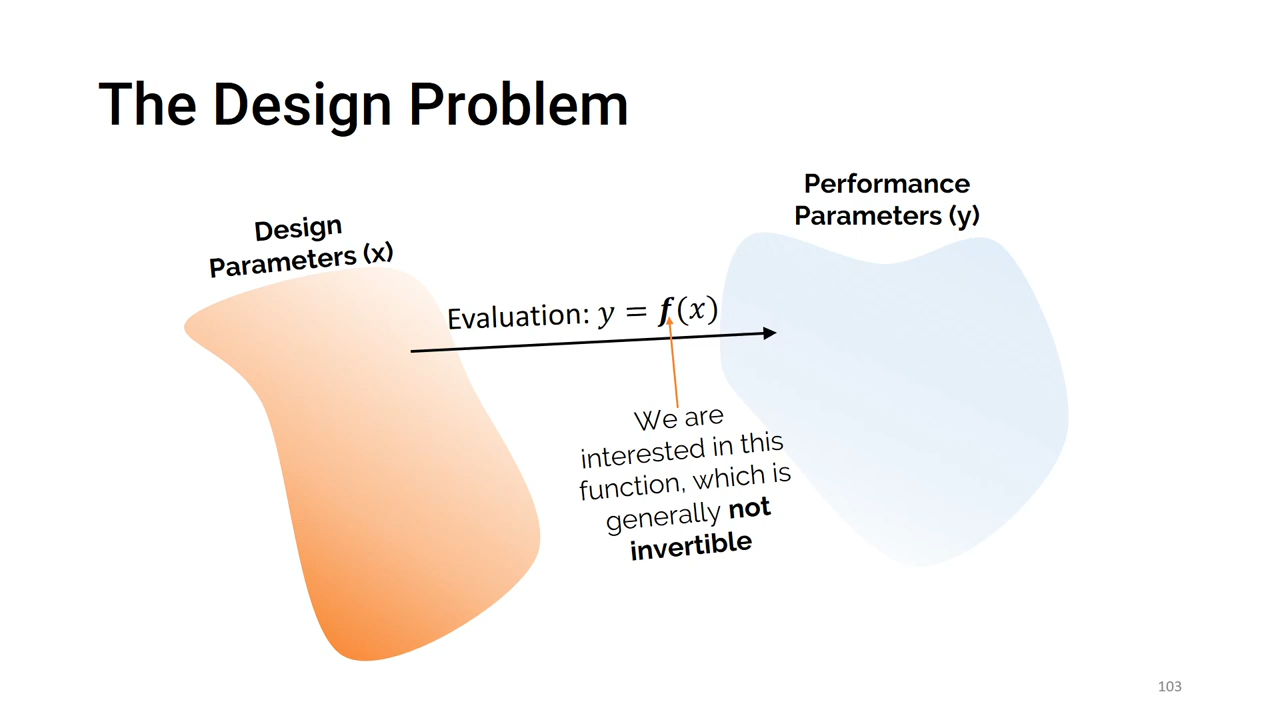 The Design Problem
Performance
Parameters (y)
Design
Parameters (x)
Evaluation: 𝑦 = 𝒇(𝑥)
We are
interested in this
function, which is
generally not
invertible
103